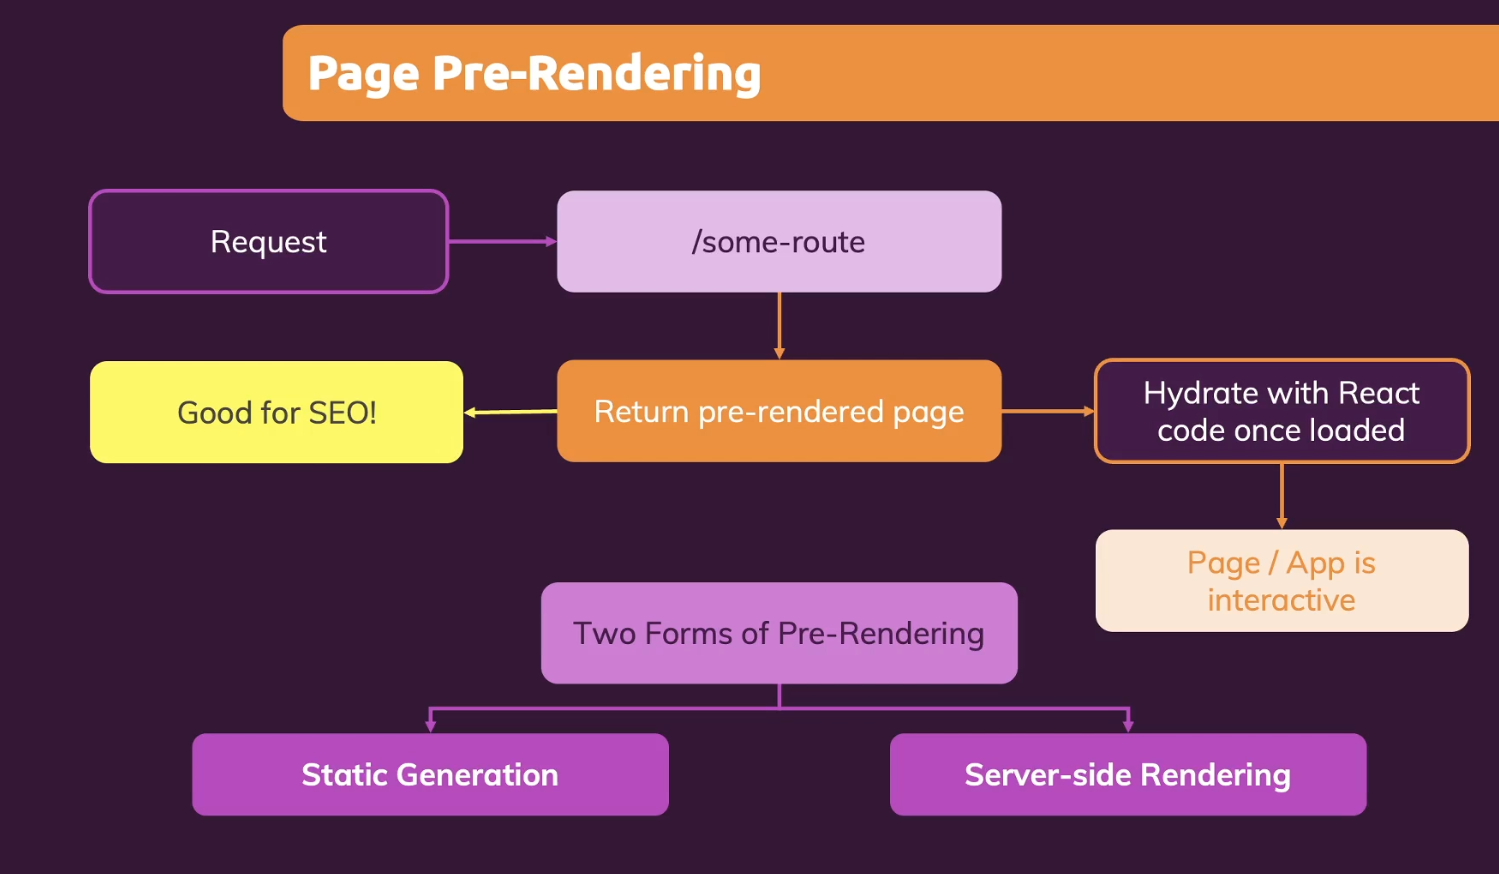 Page Pre-Rendering
Request
/some-route
Good for SEO!
Return pre-rendered page
Hydrate with React
code once loaded
Page / App is
interactive
Two Forms of Pre-Rendering
Static Generation
Server-side Rendering